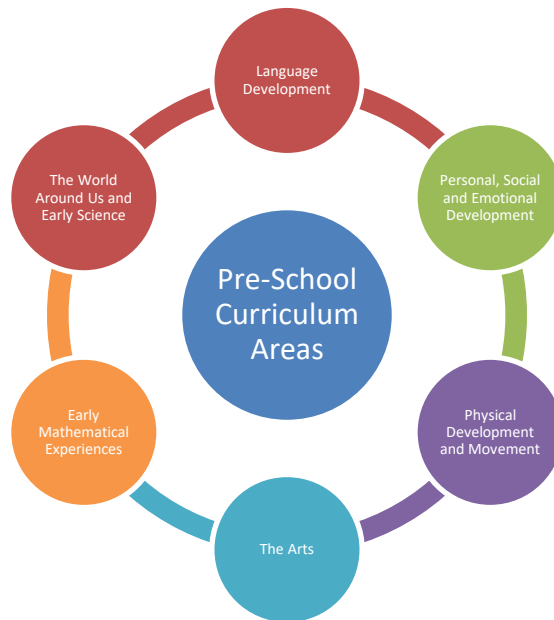 Language
Development
The World
Around Us and
Early Science
Personal, Social
and Emotional
Development
Pre-School
Curriculum
Areas
Early
Mathematical
Experiences
Physical
Development
and Movement
The Arts